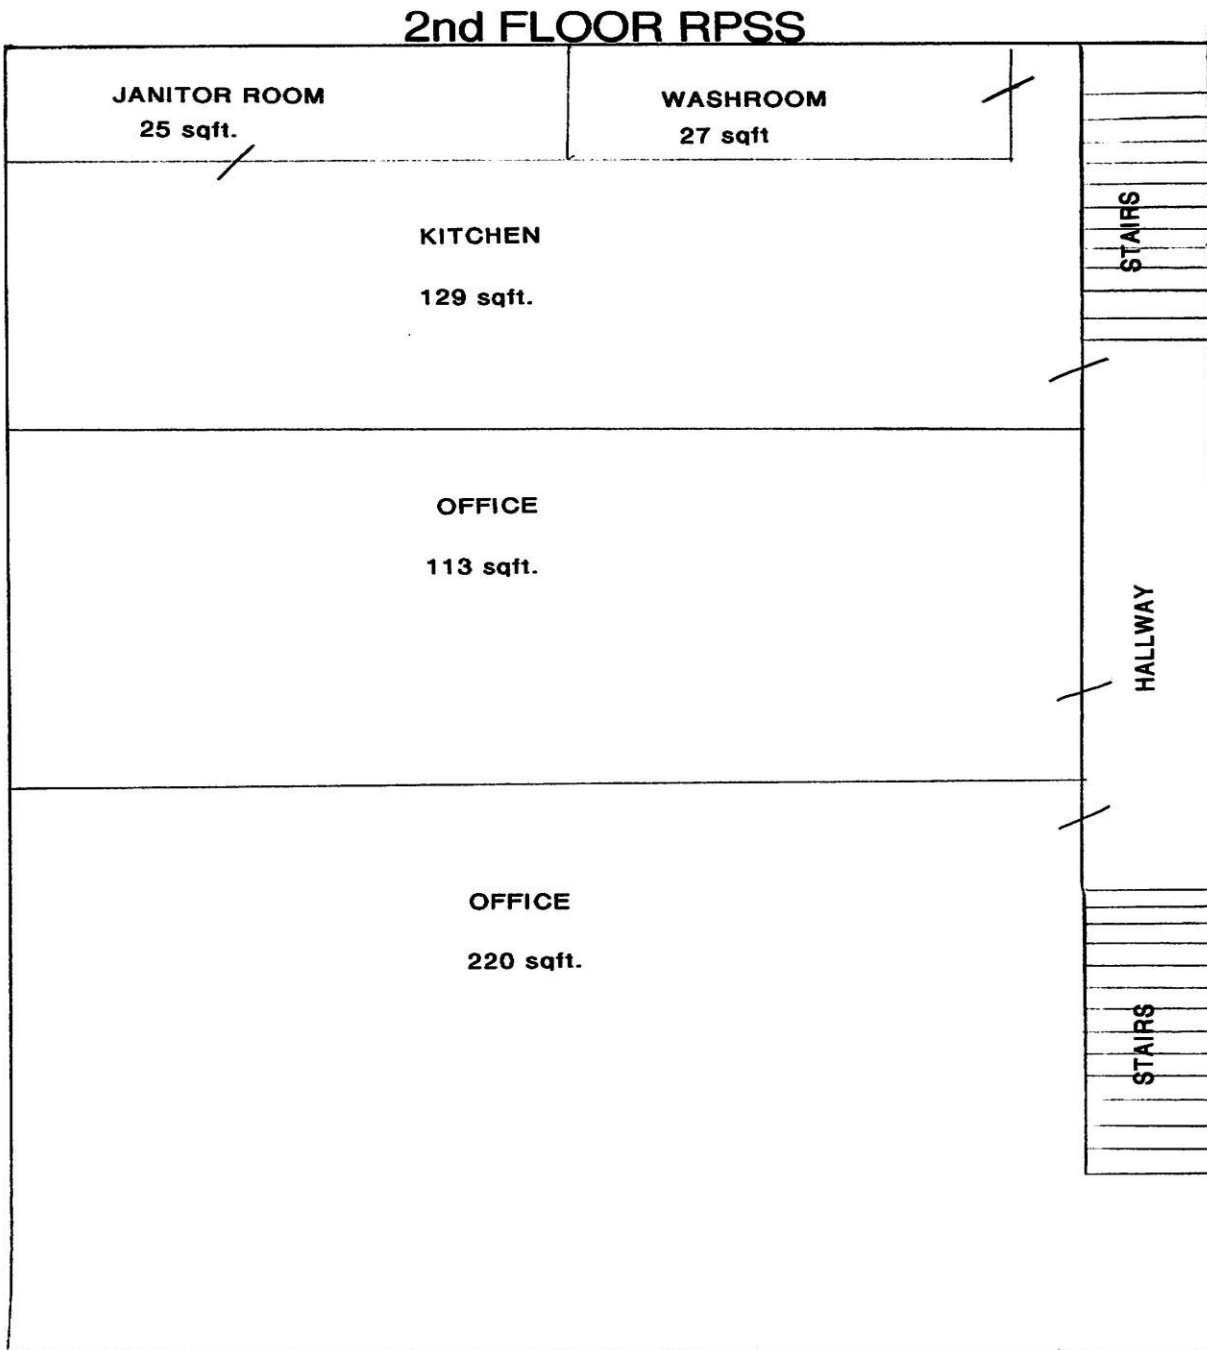 2nd FLOOR RPSS
JANITOR ROOM
25 sqft.
WASHROOM
27 sqft
KITCHEN
129 sqft.
STAIRS
OFFICE
113 sqft.
HALLWAY
OFFICE
220 sqft.
STAIRS